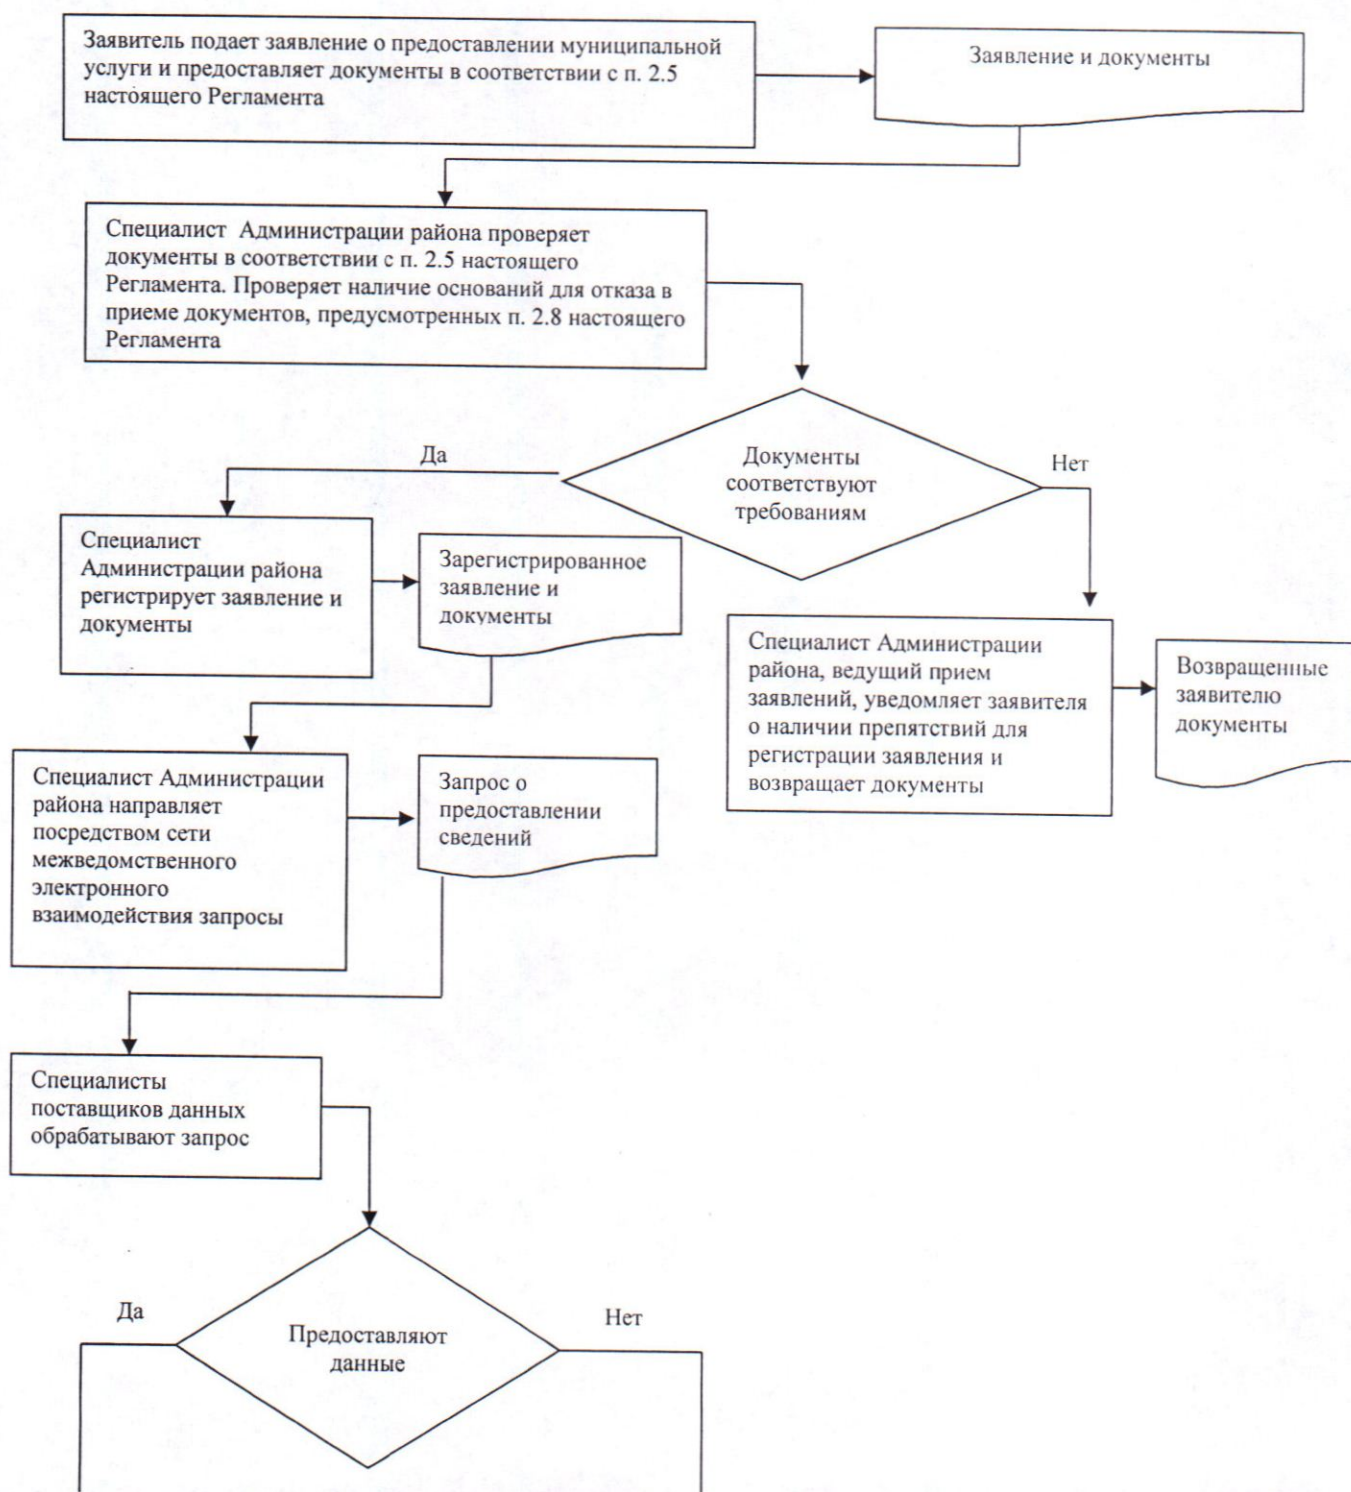 Заявитель подает заявление о предоставлении муниципальной
услуги и предоставляет документы в соответствии с п. 2.5
настоящего Регламента
Заявление и документы
Специалист Администрации района проверяет
документы в соответствии с п. 2.5 настоящего
Регламента. Проверяет наличие оснований для отказа в
приеме документов, предусмотренных п. 2.8 настоящего
Регламента
Да
Документы
соответствуют
требованиям
Нет
Специалист
Администрации района
регистрирует заявление и
документы
Зарегистрированное
заявление и
документы
Специалист Администрации
района, ведущий прием
заявлений, уведомляет заявителя
о наличии препятствий для
регистрации заявления и
возвращает документы
Возвращенные
заявителю
документы
Специалист Администрации
района направляет
посредством сети
межведомственного
электронного
взаимодействия запросы
Запрос о
предоставлении
сведений
Специалисты
поставщиков данных
обрабатывают запрос
Да
Предоставляют
данные
Нет